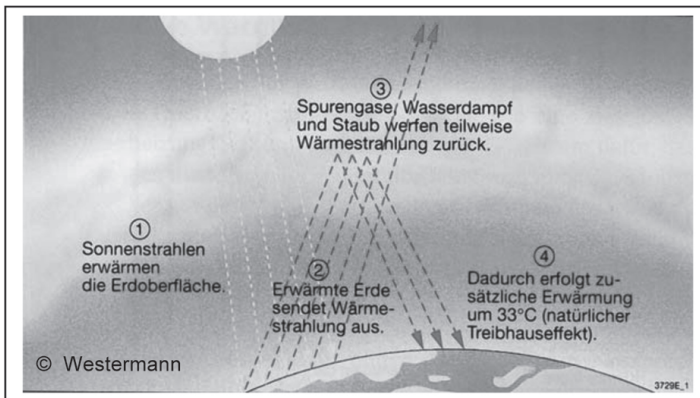 ①
Sonnenstrahlen
erwärmen
die Erdoberfläche.
②
Erwärmte Erde
sendet Wärme-
strahlung aus.
③
Spurengase, Wasserdampf
und Staub werfen teilweise
Wärmestrahlung zurück.
④
Dadurch erfolgt zu-
sätzliche Erwärmung
um 33°C (natürlicher
Treibhauseffekt).
© Westermann
3729E_1